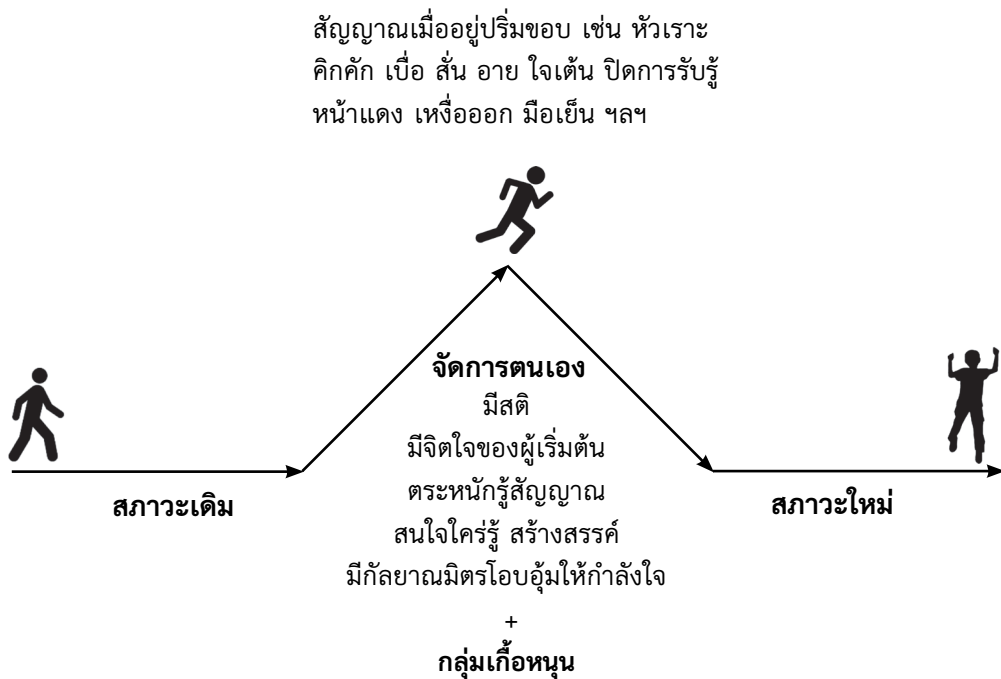 สัญญาณเมื่ออยู่ปริ่มขอบ เช่น หัวเราะ
คิกคัก เบื่อ สั่น อาย ใจเต้น ปิดการรับรู้
หน้าแดง เหงื่อออก มือเย็น ฯลฯ
จัดการตนเอง
มีสติ
มีจิตใจของผู้เริ่มต้น
ตระหนักรู้สัญญาณ
สนใจใคร่รู้ สร้างสรรค์
มีกัลยาณมิตรโอบอุ้มให้กำลังใจ
+
กลุ่มเกื้อหนุน
สภาวะเดิม
สภาวะใหม่